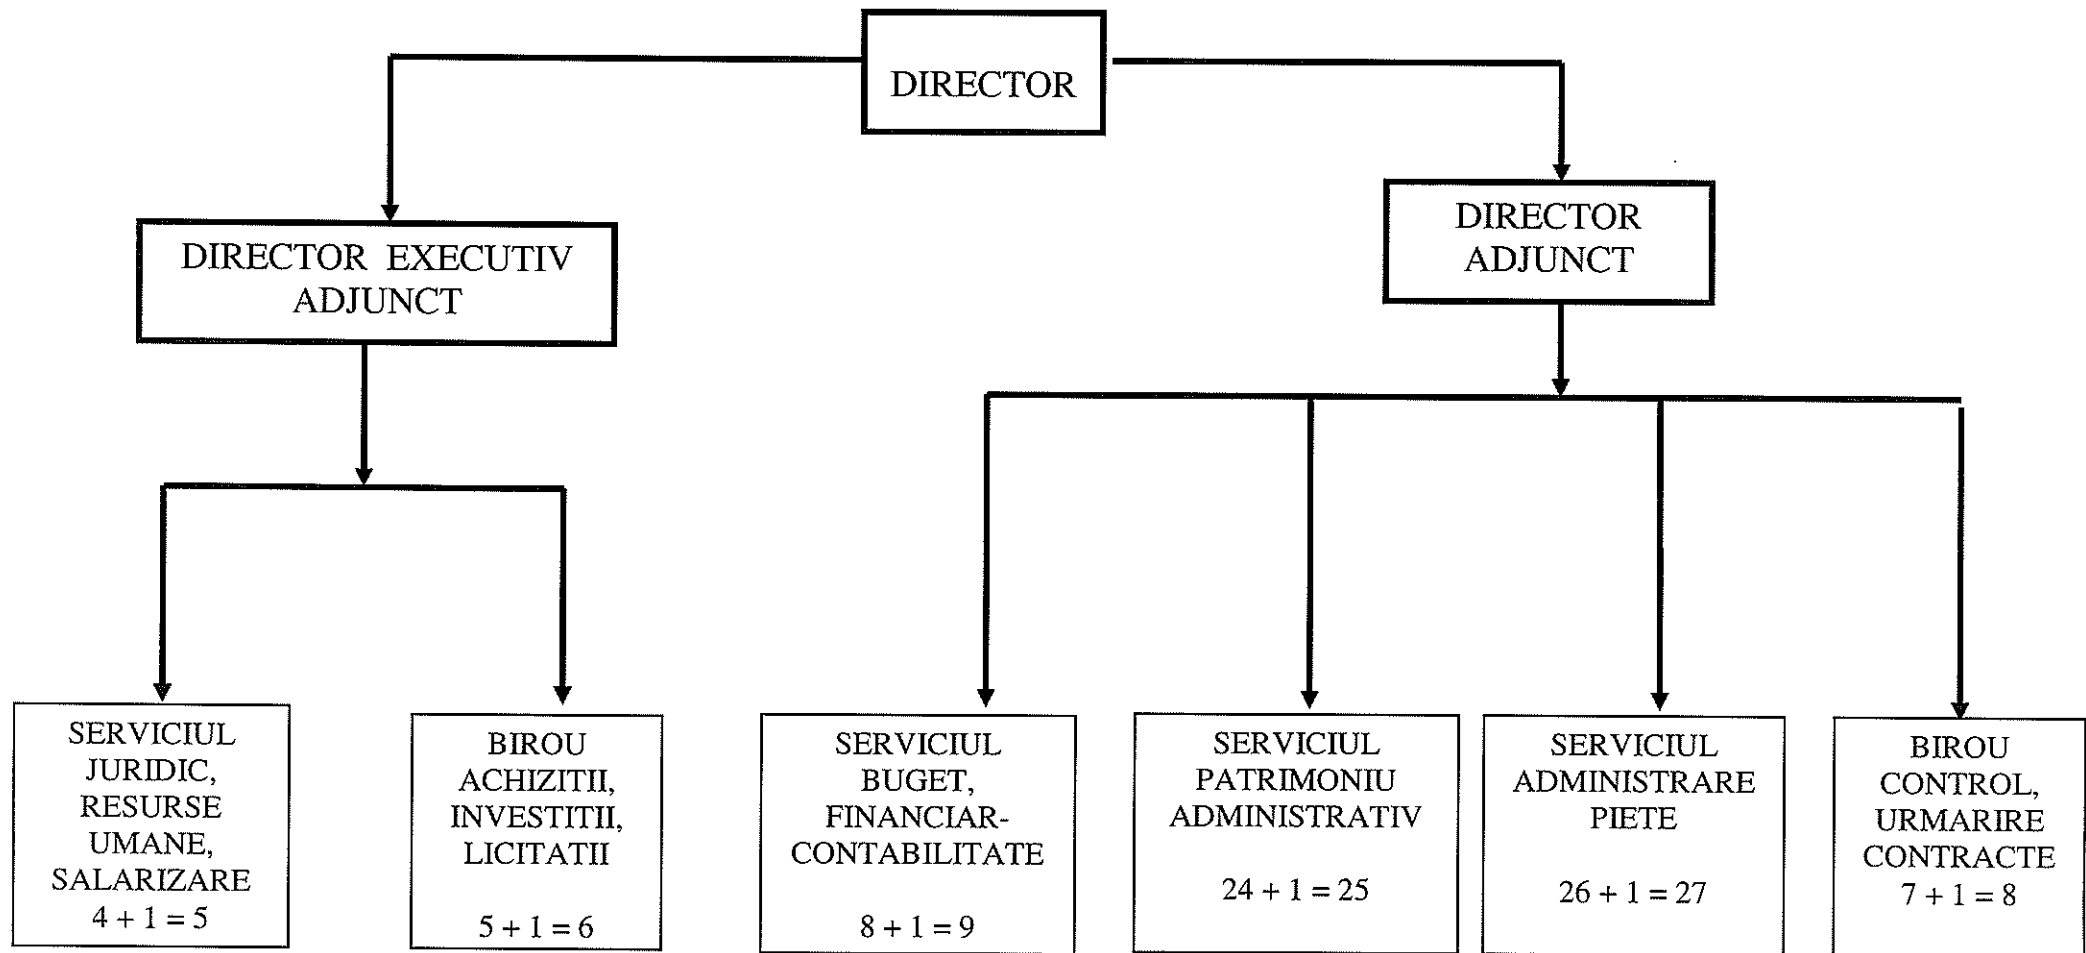 DIRECTOR
DIRECTOR EXECUTIV
ADJUNCT
DIRECTOR
ADJUNCT
SERVICIUL
JURIDIC,
RESURSE
UMANE,
SALARIZARE
4 + 1 = 5
BIROU
ACHIZITII,
INVESTITII,
LICITATII
5 + 1 = 6
SERVICIUL
BUGET,
FINANCIAR-
CONTABILITATE
8 + 1 = 9
SERVICIUL
PATRIMONIU
ADMINISTRATIV
24 + 1 = 25
SERVICIUL
ADMINISTRARE
PIETE
26 + 1 = 27
BIROU
CONTROL,
URMARIRE
CONTRACTE
7 + 1 = 8